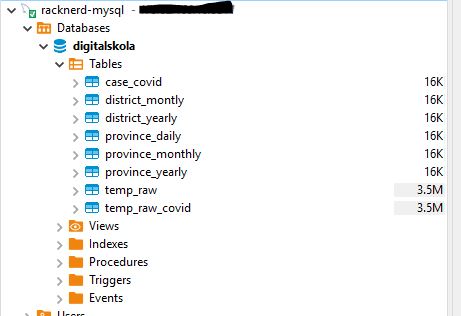 racknerd-mysql -
Databases
digitalskola
Tables
case_covid 16K
district_montly 16K
district_yearly 16K
province_daily 16K
province_monthly 16K
province_yearly 16K
temp_raw 3.5M
temp_raw_covid 3.5M
Views
Indexes
Procedures
Triggers
Events
Users